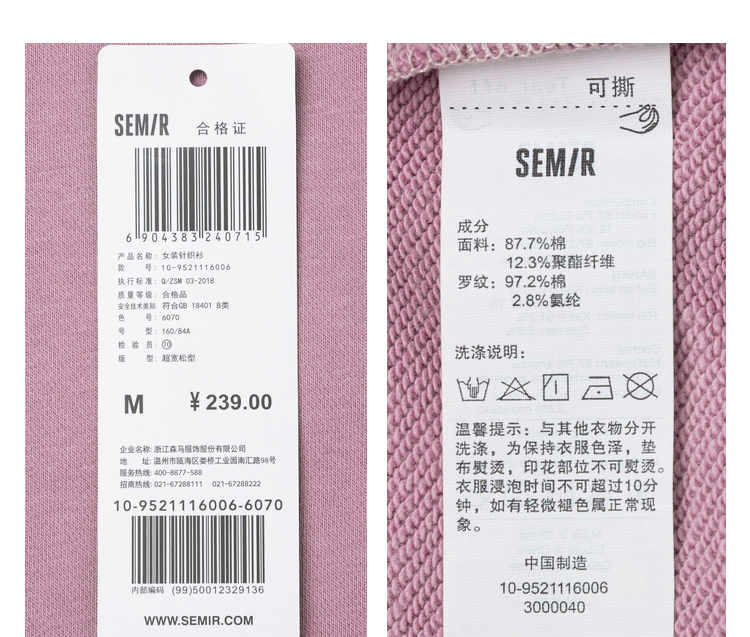 SEMIR 合格证
6 904383 240715
产品名称: 女装针织衫
款 号: 10-9521116006
执行标准: Q/ZSM 03-2018
质量等级: 合格品
安全技术类别: 符合GB 18401 B类
色 号: 6070
号 型: 160/84A
检 验 员: ⑩
版 型: 超宽松型
M ¥239.00
企业名称: 浙江森马服饰股份有限公司
地 址: 温州市瓯海区娄桥工业园南汇路98号
服务热线: 400-8877-588
招商热线: 021-67288111 021-67288222
10-9521116006-6070
内部编码 (99)50012329136
WWW.SEMIR.COM
Tear off 可撕
SEMIR
成分
面料: 87.7%棉
12.3%聚酯纤维
罗纹: 97.2%棉
2.8%氨纶
洗涤说明:
温馨提示: 与其他衣物分开
洗涤，为保持衣服色泽，垫
布熨烫，印花部位不可熨烫。
衣服浸泡时间不可超过10分
钟，如有轻微褪色属正常现
象。
中国制造
10-9521116006
3000040